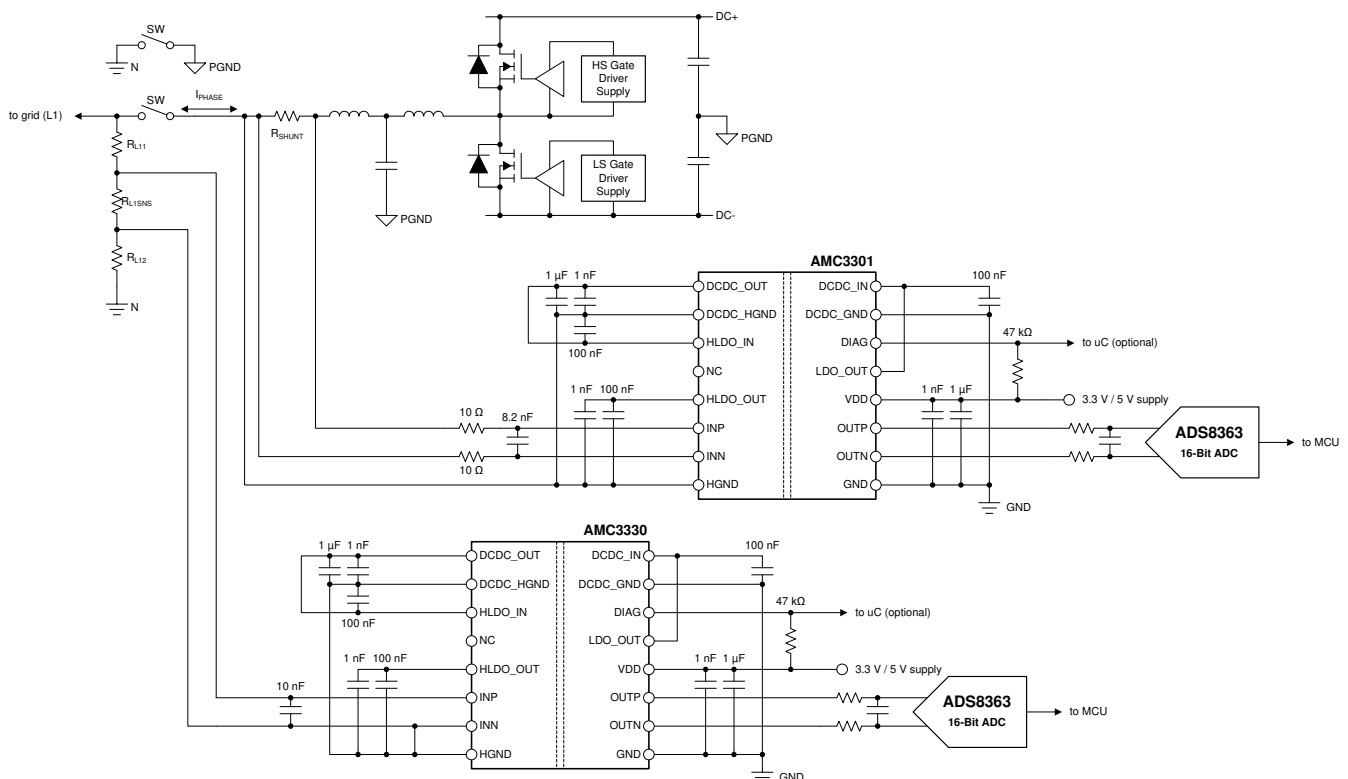 SW
N
PGND
DC+
HS Gate
Driver
Supply
SW
I_PHASE
to grid (L1)
R_SHUNT
PGND
R_L11
R_L1SNS
R_L12
N
PGND
LS Gate
Driver
Supply
DC-
AMC3301
1 µF 1 nF
100 nF
DCDC_OUT
DCDC_IN
DCDC_HGND
DCDC_GND
47 kΩ
HLDO_IN
DIAG
to uC (optional)
100 nF
NC
LDO_OUT
1 nF 100 nF
HLDO_OUT
VDD
1 nF 1 µF
3.3 V / 5 V supply
10 Ω
8.2 nF
INP
OUTP
ADS8363
16-Bit ADC
to MCU
10 Ω
INN
OUTN
HGND
GND
GND
AMC3330
1 µF 1 nF
100 nF
DCDC_OUT
DCDC_IN
DCDC_HGND
DCDC_GND
47 kΩ
HLDO_IN
DIAG
to uC (optional)
100 nF
NC
LDO_OUT
1 nF 100 nF
HLDO_OUT
VDD
1 nF 1 µF
3.3 V / 5 V supply
10 nF
INP
OUTP
ADS8363
16-Bit ADC
to MCU
INN
OUTN
HGND
GND
GND